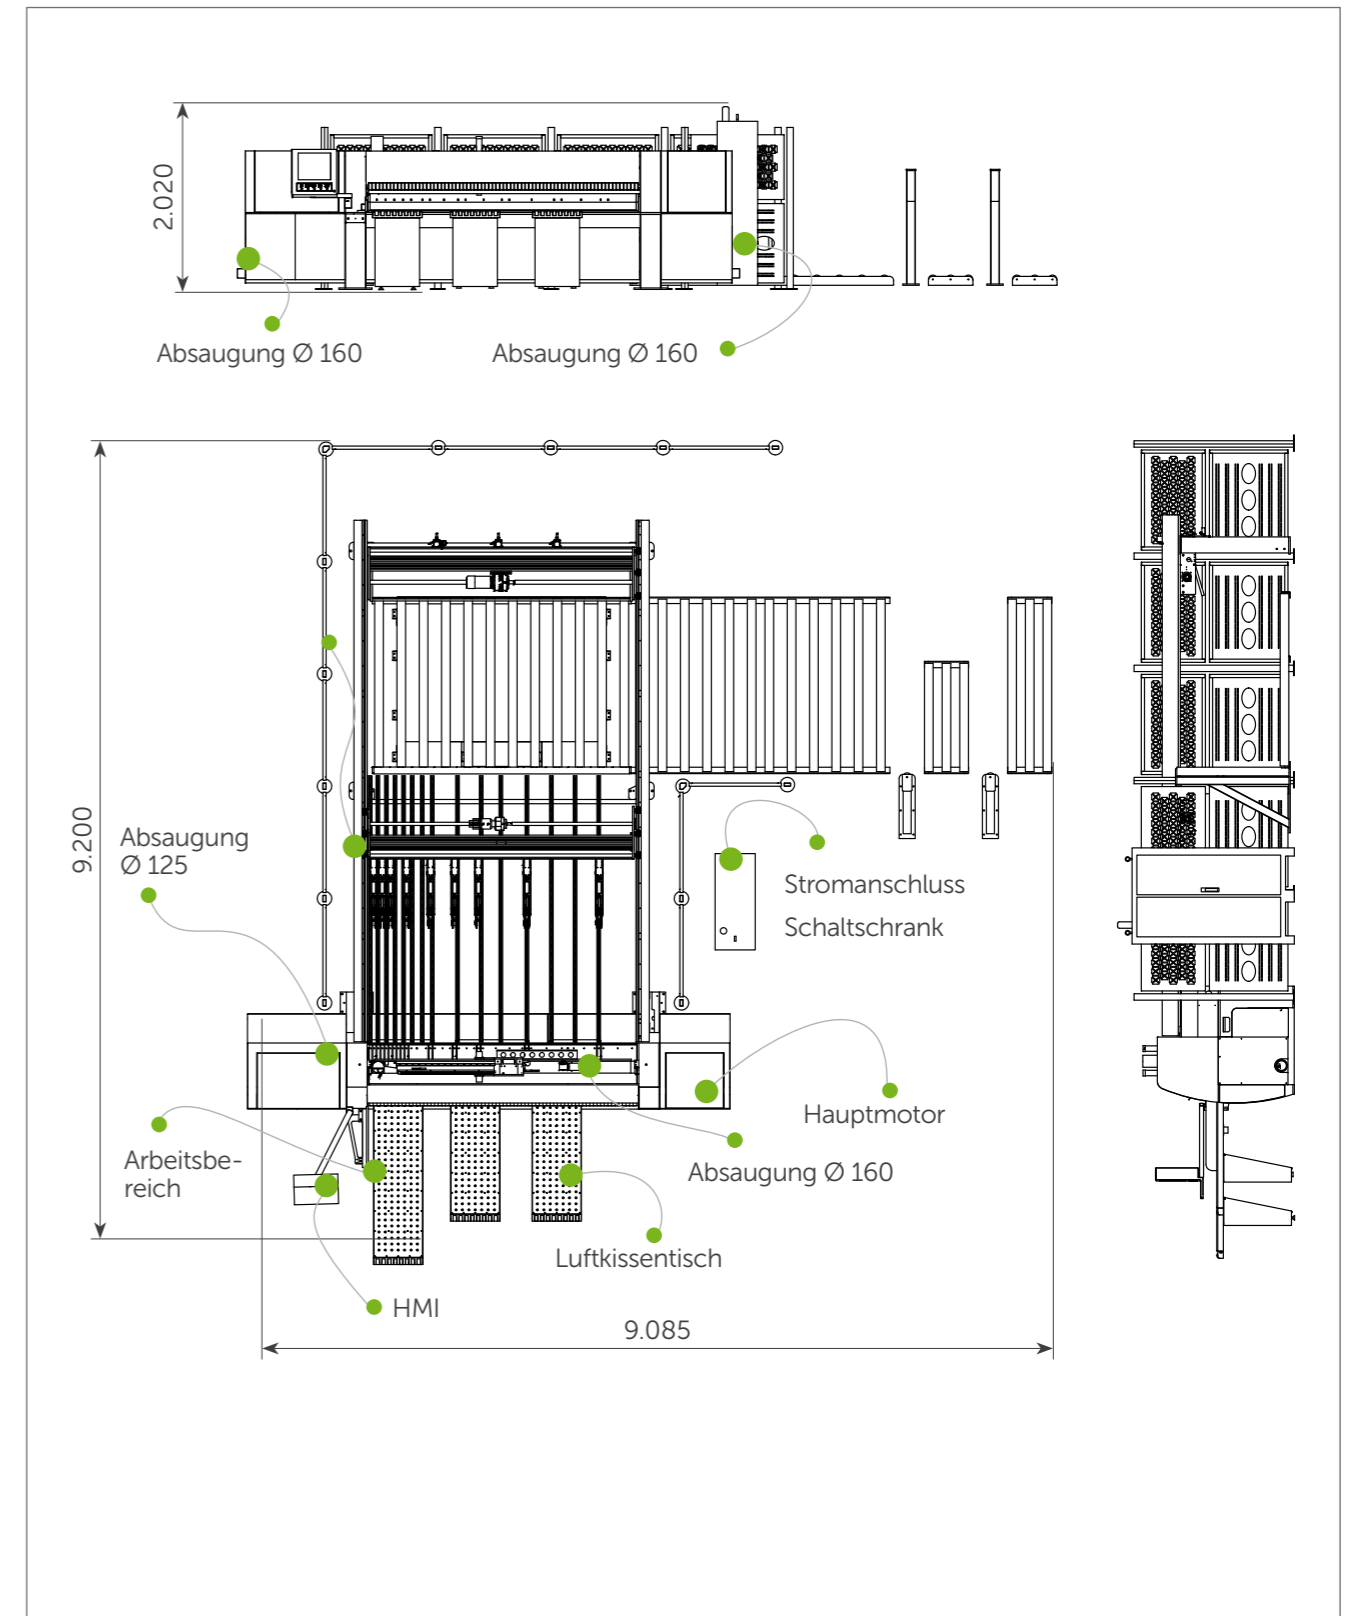 2.020
Absaugung Ø 160
Absaugung Ø 160
9.200
Absaugung
Ø 125
Stromanschluss
Schaltschrank
Hauptmotor
Arbeitsbe-
reich
Absaugung Ø 160
Luftkissentisch
HMI
9.085